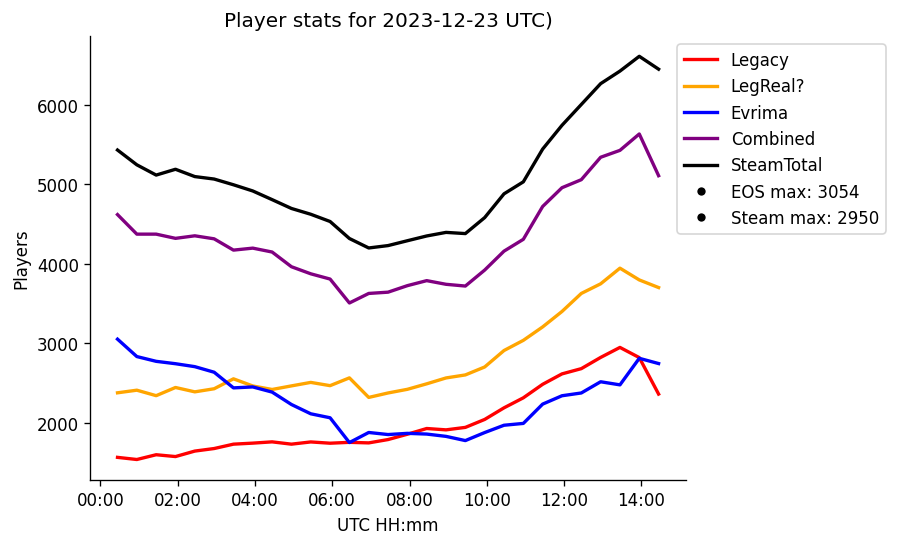 Player stats for 2023-12-23 UTC)
Legacy
LegReal?
Evrima
Combined
SteamTotal
EOS max: 3054
Steam max: 2950
Players
6000
5000
4000
3000
2000
00:00 02:00 04:00 06:00 08:00 10:00 12:00 14:00
UTC HH:mm